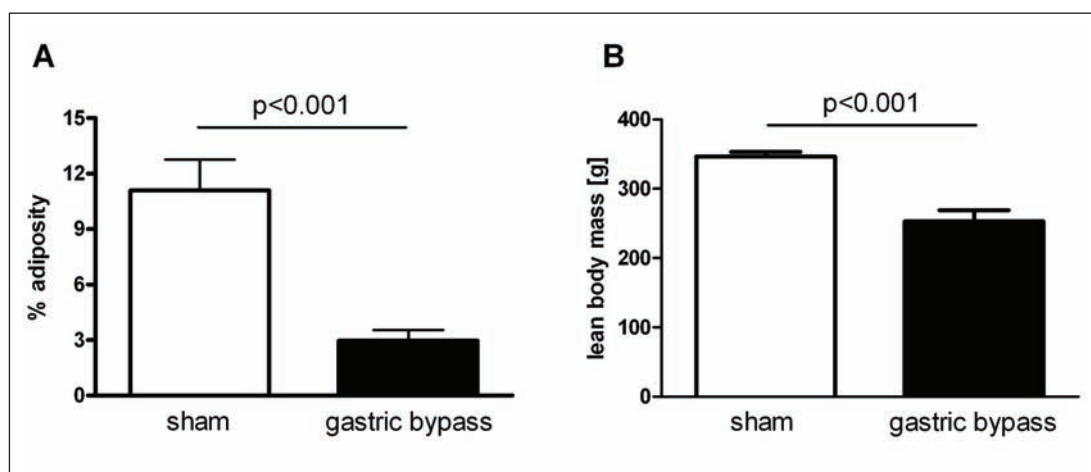 A
p<0.001
15
12
9
6
3
0
% adiposity
sham gastric bypass
B
p<0.001
400
300
200
100
0
lean body mass [g]
sham gastric bypass